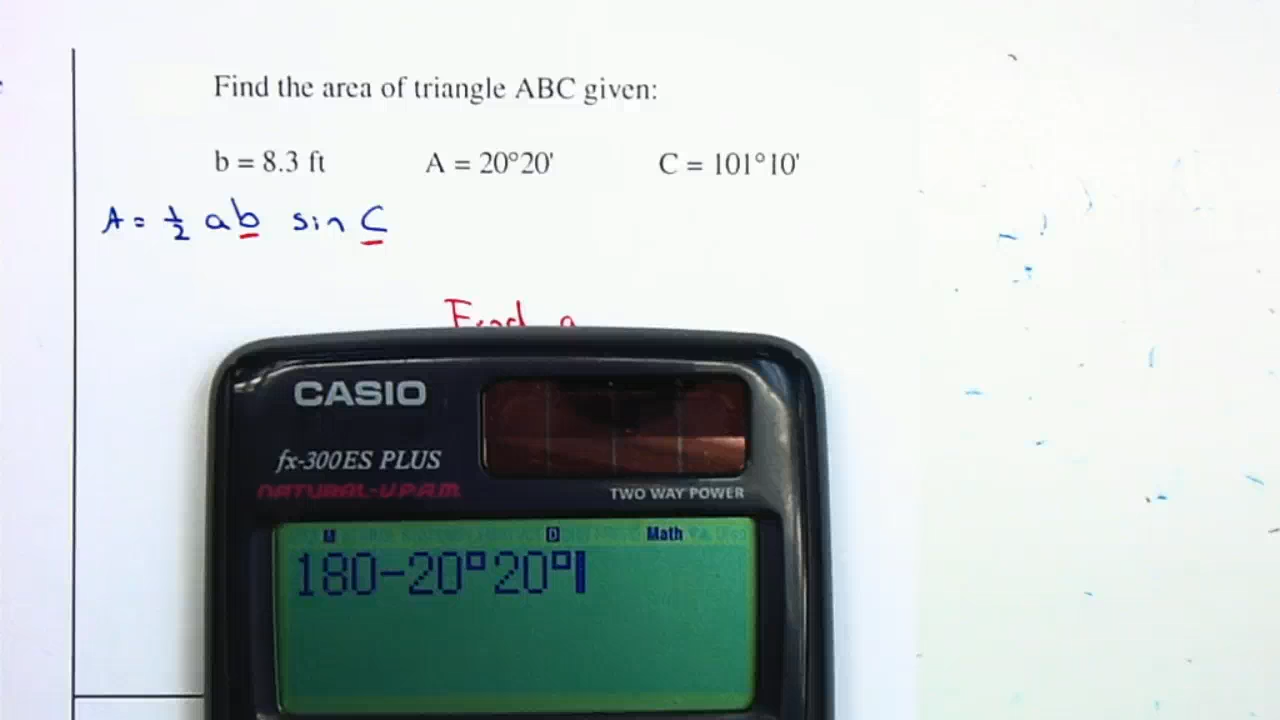 Find the area of triangle ABC given:
b = 8.3 ft A = 20°20' C = 101°10'
A = ½ ab sin C
Find a
CASIO
fx-300ES PLUS
NATURAL-V.P.A.M.
TWO WAY POWER
M D Math
180-20°20°